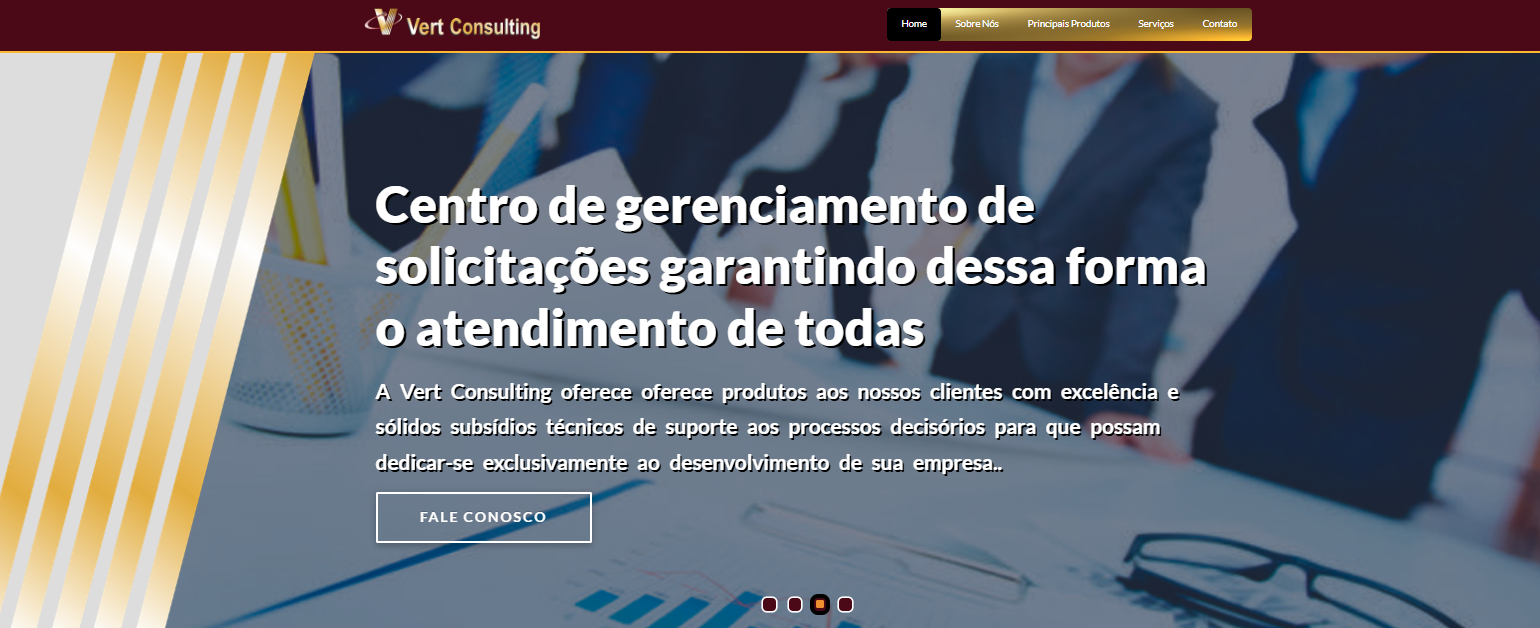 Vert Consulting
Home Sobre Nós Principais Produtos Serviços Contato
Centro de gerenciamento de
solicitações garantindo dessa forma
o atendimento de todas
A Vert Consulting oferece oferece produtos aos nossos clientes com excelência e
sólidos subsídios técnicos de suporte aos processos decisórios para que possam
dedicar-se exclusivamente ao desenvolvimento de sua empresa..
FALE CONOSCO